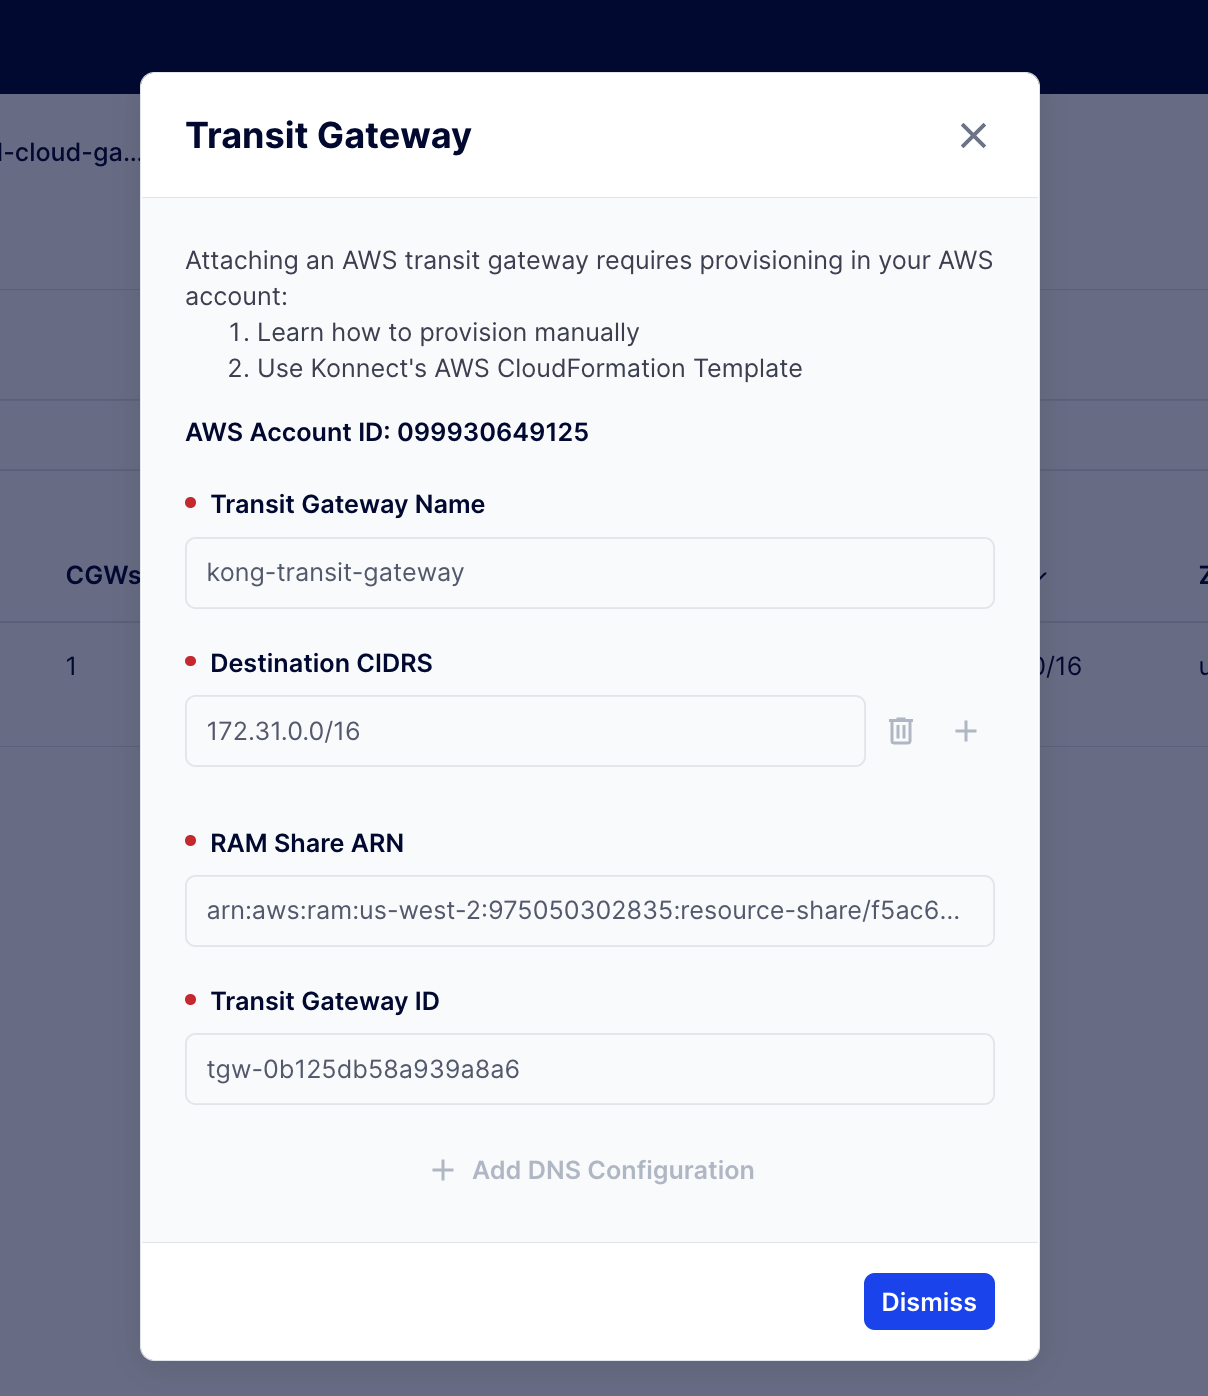 Transit Gateway
l-cloud-ga...
Attaching an AWS transit gateway requires provisioning in your AWS
account:
1. Learn how to provision manually
2. Use Konnect's AWS CloudFormation Template
AWS Account ID: 099930649125
Transit Gateway Name
kong-transit-gateway
CGWs
Destination CIDRS
1
0/16
172.31.0.0/16
RAM Share ARN
arn:aws:ram:us-west-2:975050302835:resource-share/f5ac6...
Transit Gateway ID
tgw-0b125db58a939a8a6
Add DNS Configuration
Dismiss